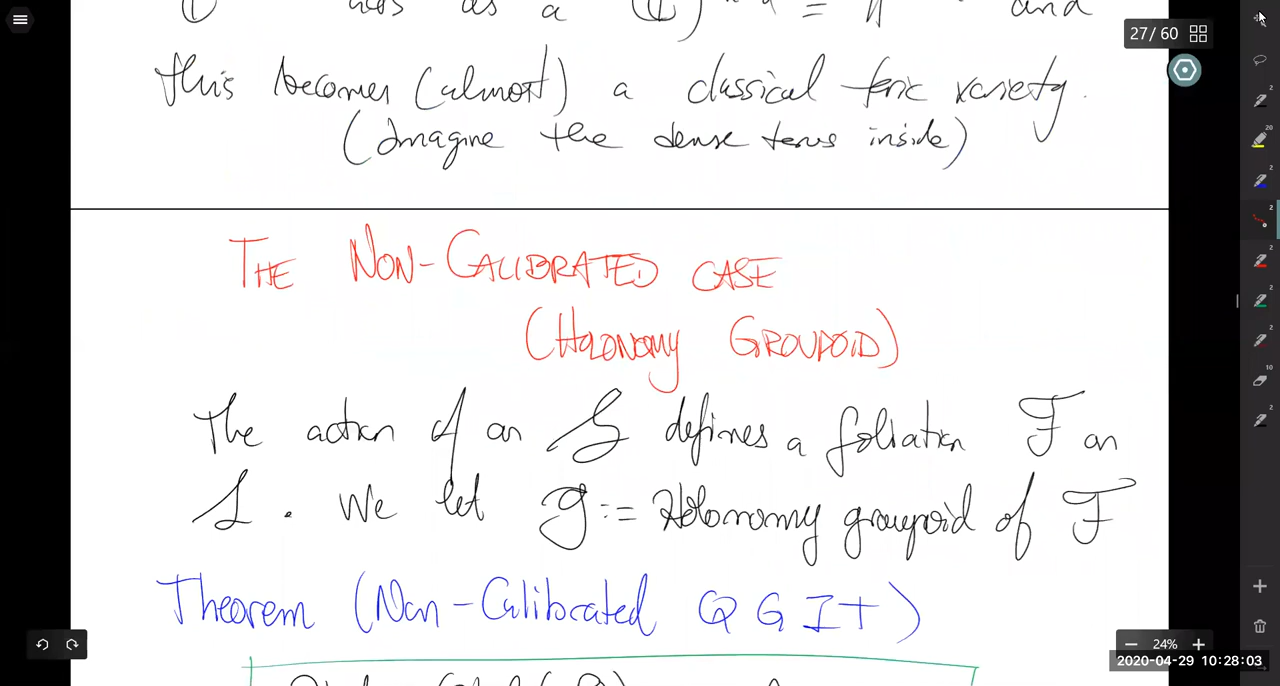 as a = and
27/60
this becomes (almost) a classical toric variety.
(Imagine the dense torus inside)
THE NON-CALIBRATED CASE
(HOLONOMY GROUPOID)
The action of an defines a foliation F on
. We let G := Holonomy groupoid of F
Theorem (Non-Calibrated QGIT)
24%
2020-04-29 10:28:03